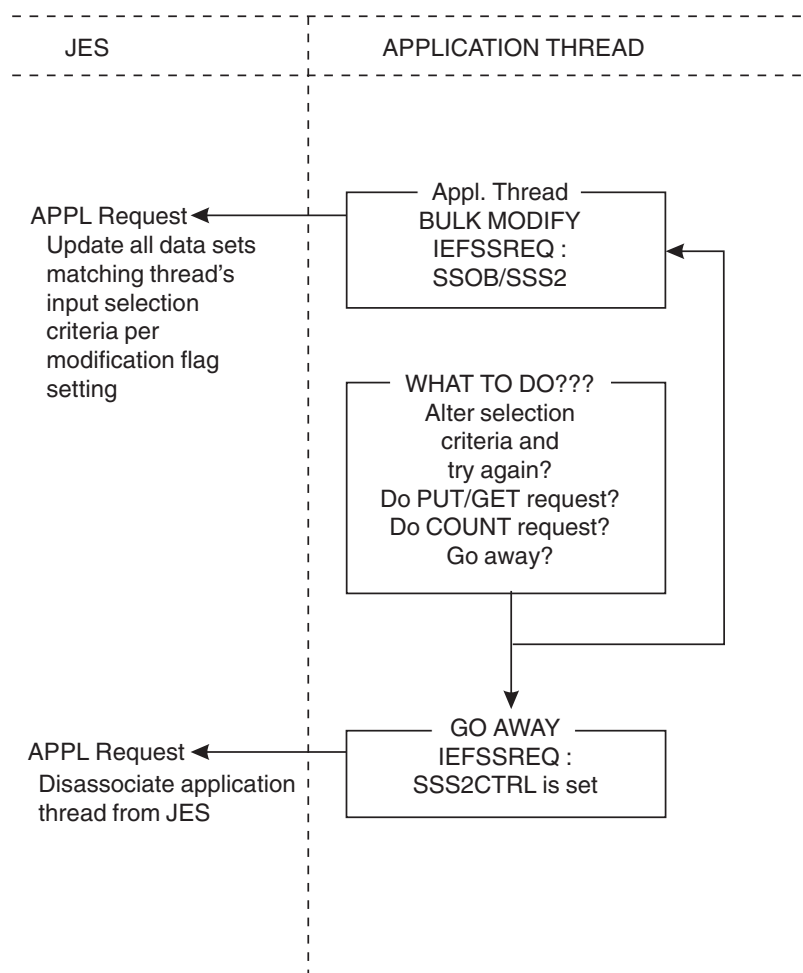 JES
APPLICATION THREAD
Appl. Thread
BULK MODIFY
IEFSSREQ :
SSOB/SSS2
APPL Request
Update all data sets
matching thread's
input selection
criteria per
modification flag
setting
WHAT TO DO???
Alter selection
criteria and
try again?
Do PUT/GET request?
Do COUNT request?
Go away?
GO AWAY
IEFSSREQ :
SSS2CTRL is set
APPL Request
Disassociate application
thread from JES